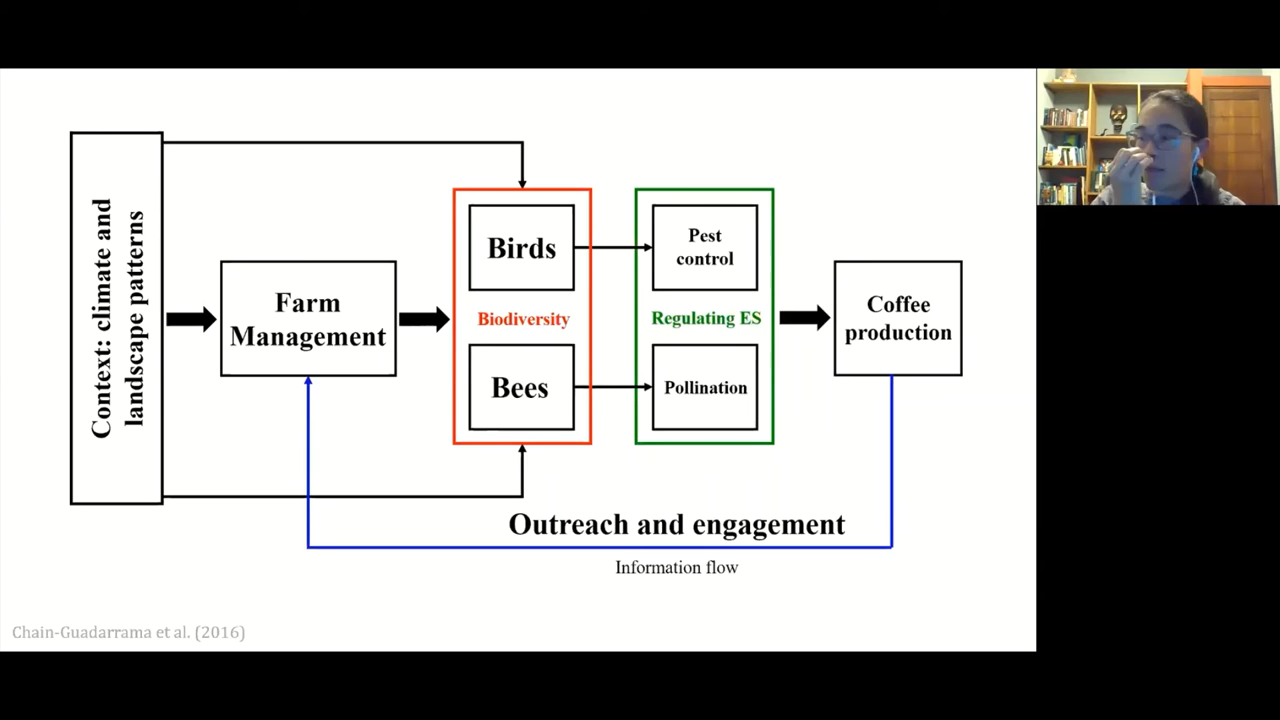 Context: climate and
landscape patterns
Farm
Management
Birds
Biodiversity
Bees
Pest
control
Regulating ES
Pollination
Coffee
production
Outreach and engagement
Information flow
Chain-Guadarrama et al. (2016)